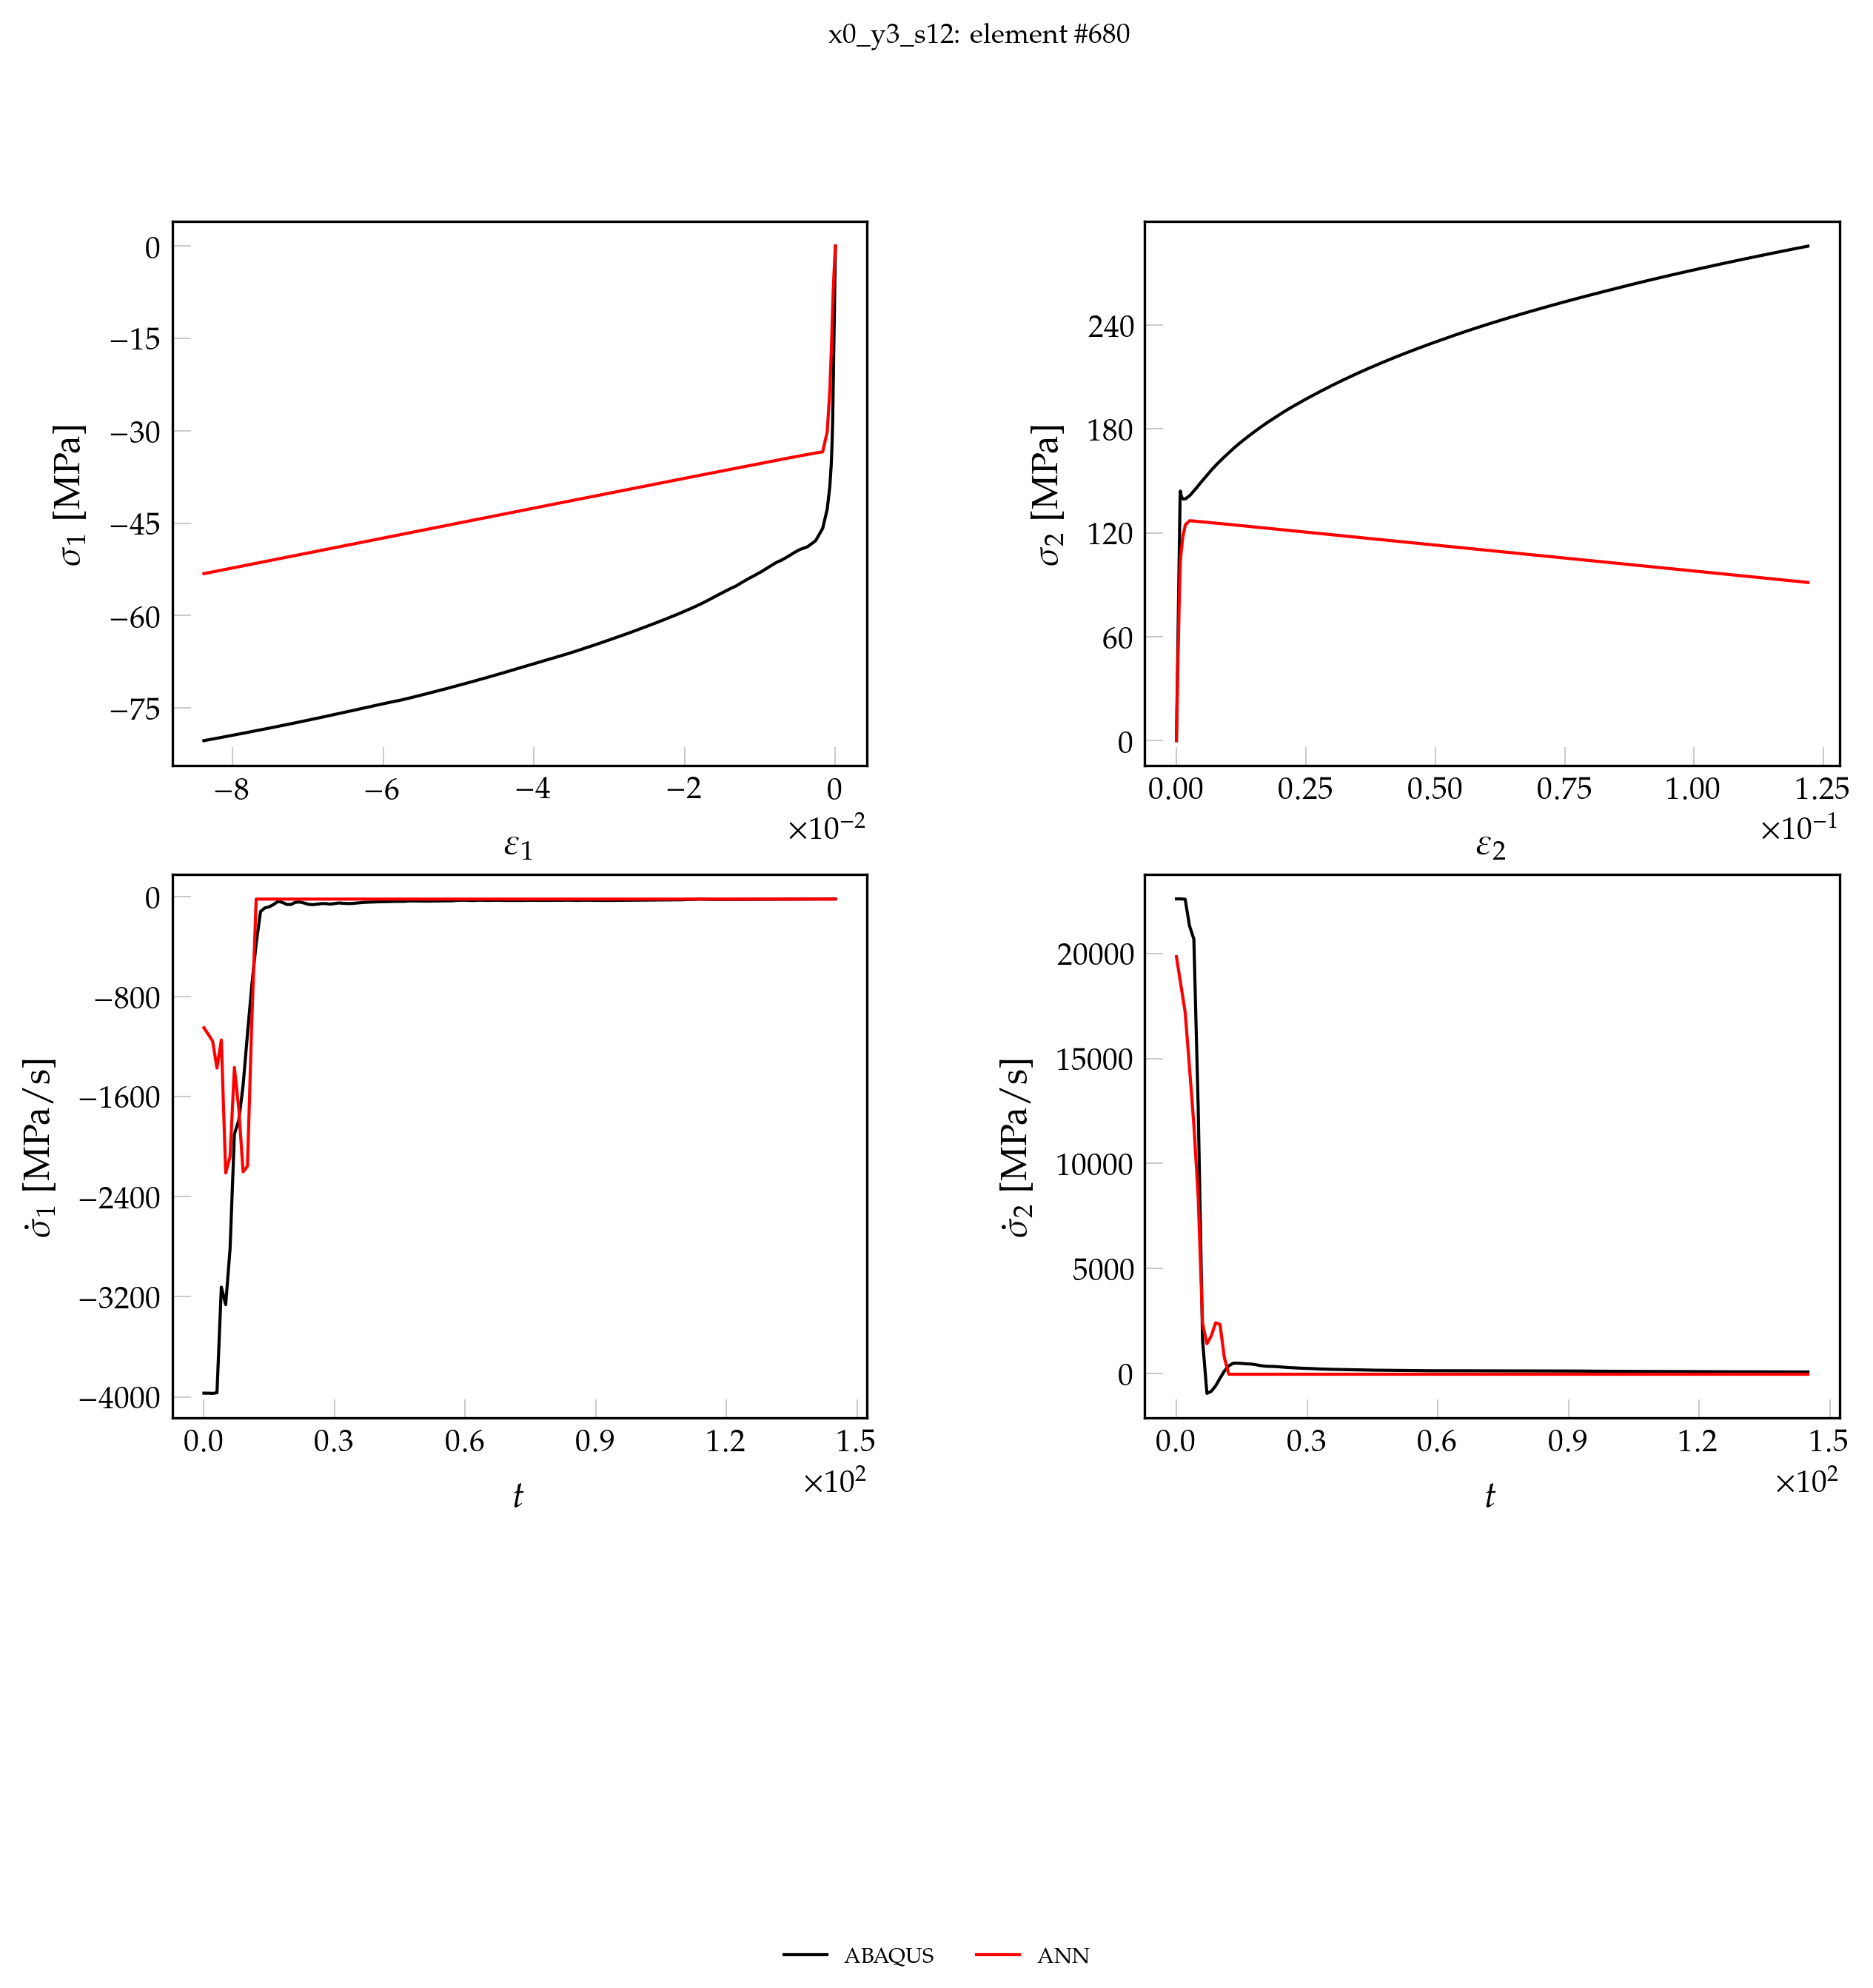 x0_y3_s12: element #680
0
−15
−30
−45
−60
−75
σ₁ [MPa]
−8 −6 −4 −2 0
×10⁻²
ε₁
240
180
120
60
0
σ₂ [MPa]
0.00 0.25 0.50 0.75 1.00 1.25
×10⁻¹
ε₂
0
−800
−1600
−2400
−3200
−4000
σ̇₁ [MPa/s]
0.0 0.3 0.6 0.9 1.2 1.5
×10²
t
20000
15000
10000
5000
0
σ̇₂ [MPa/s]
0.0 0.3 0.6 0.9 1.2 1.5
×10²
t
ABAQUS ANN